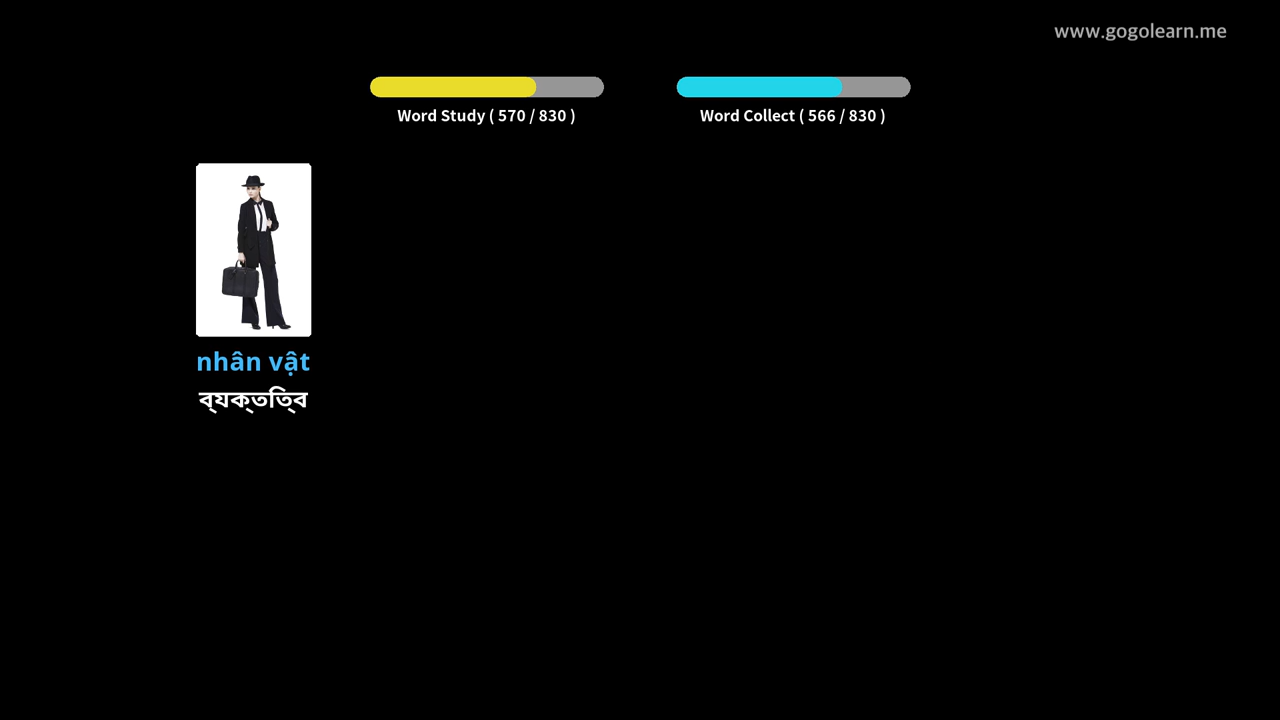 www.gogolearn.me
Word Study ( 570 / 830 )
Word Collect ( 566 / 830 )
nhân vật
ব্যক্তিত্ব